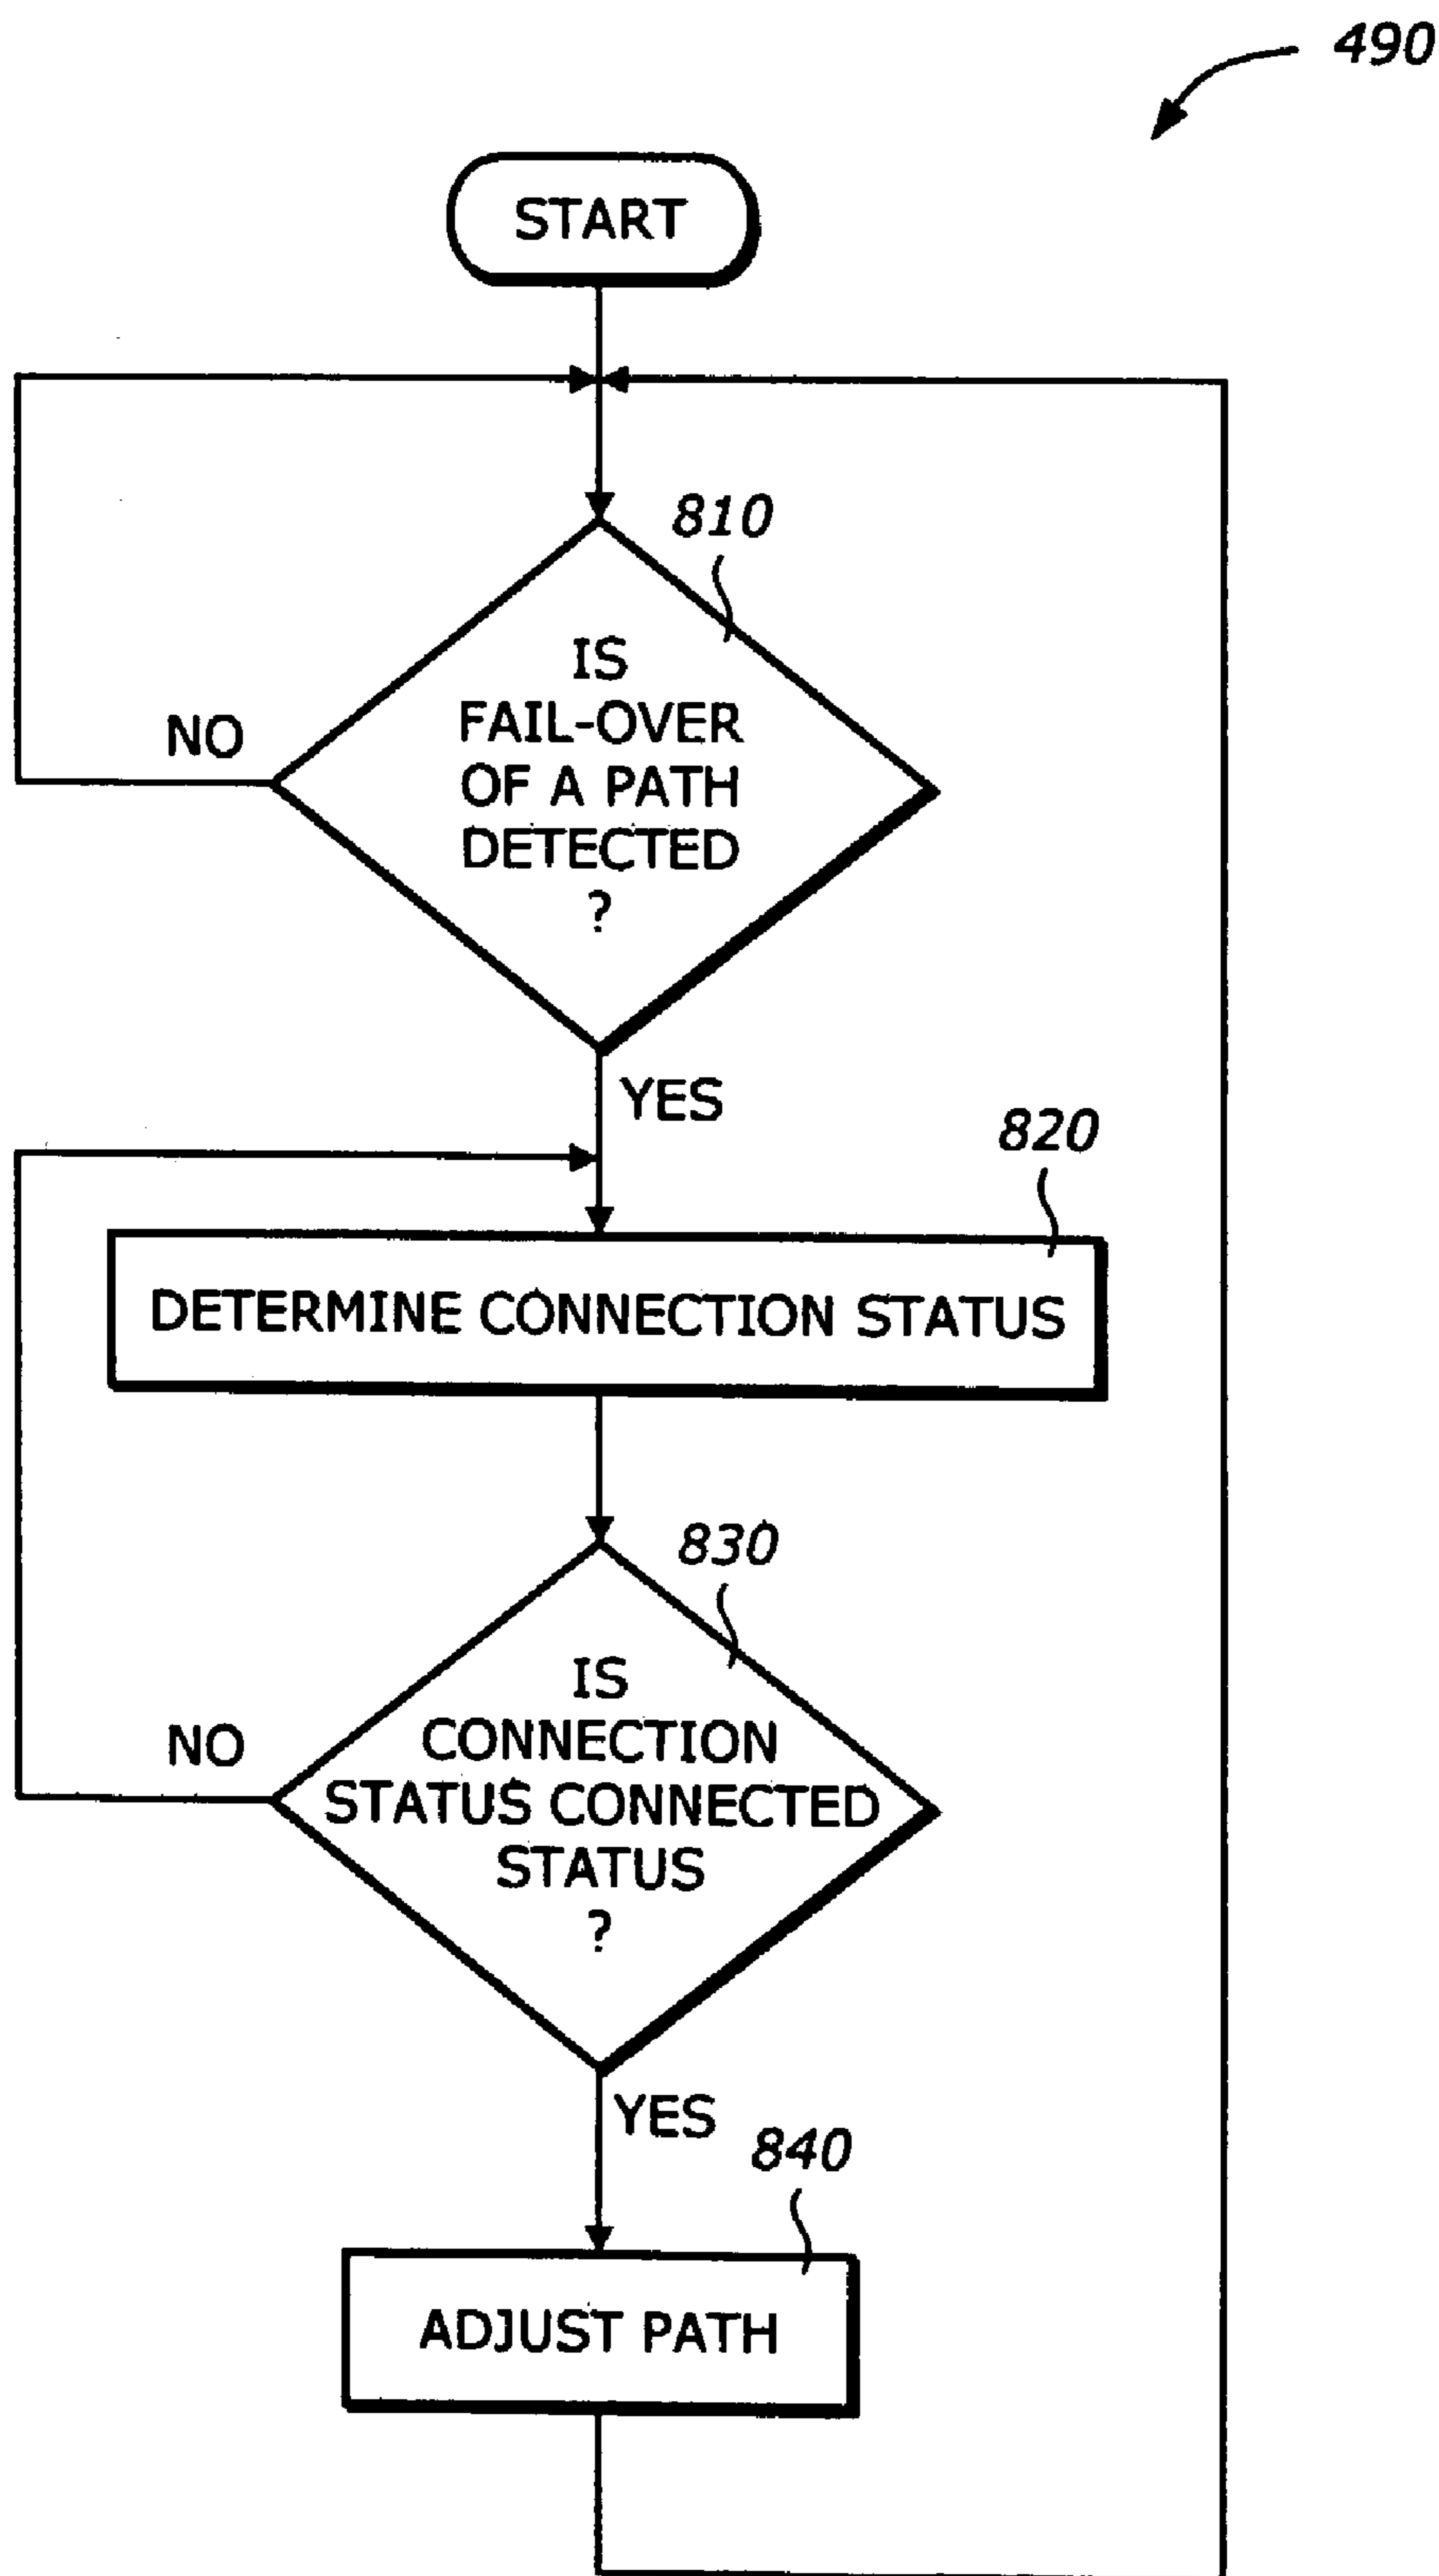 490
START
810
IS
FAIL-OVER
OF A PATH
DETECTED
?
NO
YES
820
DETERMINE CONNECTION STATUS
830
IS
CONNECTION
STATUS CONNECTED
STATUS
?
NO
YES
840
ADJUST PATH